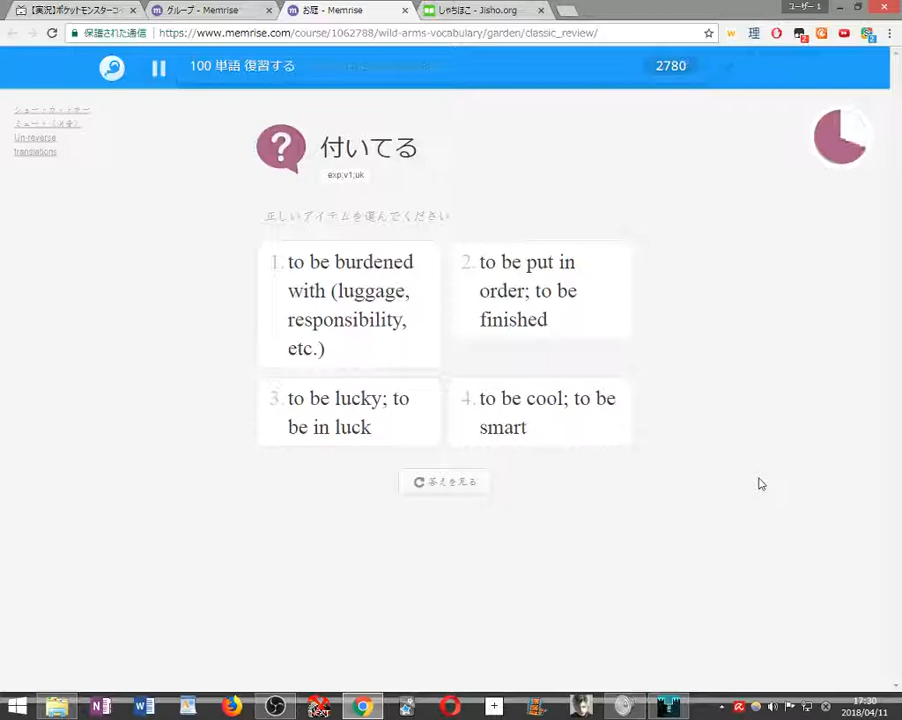 【実況】ポケットモンスターコ
グループ - Memrise
お庭 - Memrise
しゃちほこ - Jisho.org
ユーザー 1
保護された通信
https://www.memrise.com/course/1062788/wild-arms-vocabulary/garden/classic_review/
100 単語 復習する
2780
Un-reverse
translations
付いてる
exp;v1;uk
正しいアイテムを選んでください
1. to be burdened
with (luggage,
responsibility,
etc.)
2. to be put in
order; to be
finished
3. to be lucky; to
be in luck
4. to be cool; to be
smart
答えを見る
17:30
2018/04/11